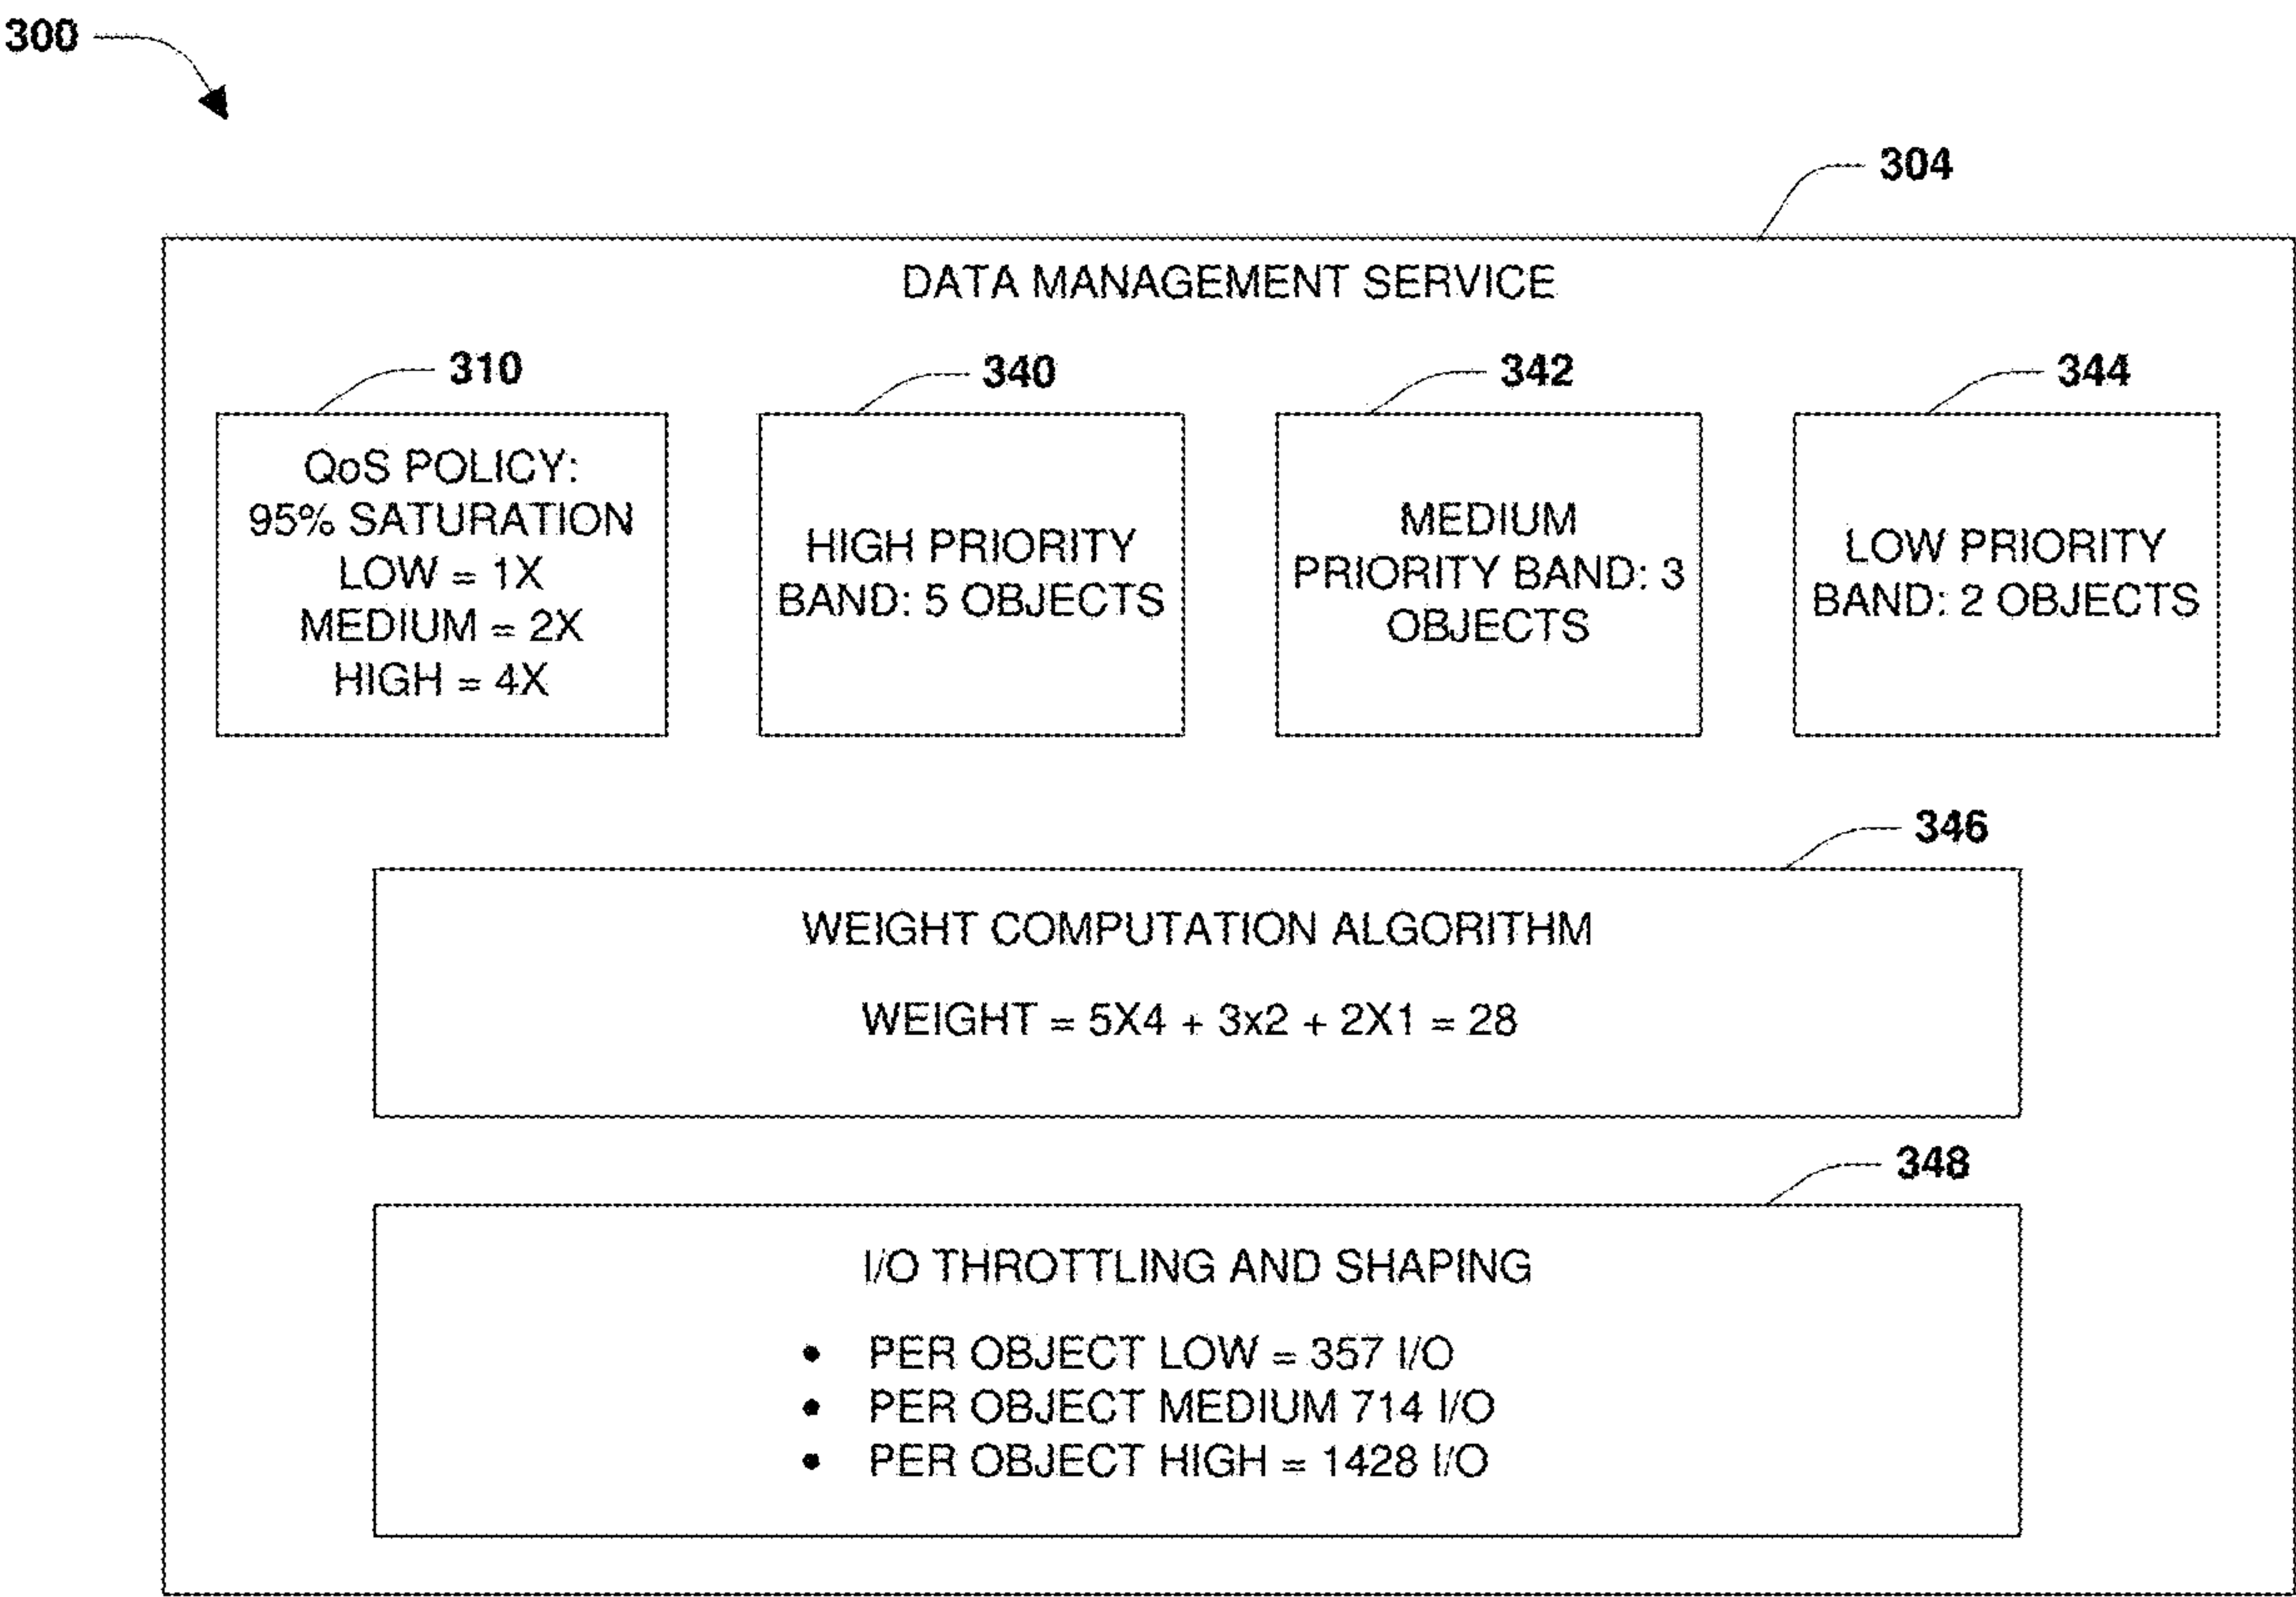 300
304
DATA MANAGEMENT SERVICE
310
QoS POLICY:
95% SATURATION
LOW = 1X
MEDIUM = 2X
HIGH = 4X
340
HIGH PRIORITY
BAND: 5 OBJECTS
342
MEDIUM
PRIORITY BAND: 3
OBJECTS
344
LOW PRIORITY
BAND: 2 OBJECTS
346
WEIGHT COMPUTATION ALGORITHM
WEIGHT = 5X4 + 3x2 + 2X1 = 28
348
I/O THROTTLING AND SHAPING
• PER OBJECT LOW = 357 I/O
• PER OBJECT MEDIUM 714 I/O
• PER OBJECT HIGH = 1428 I/O